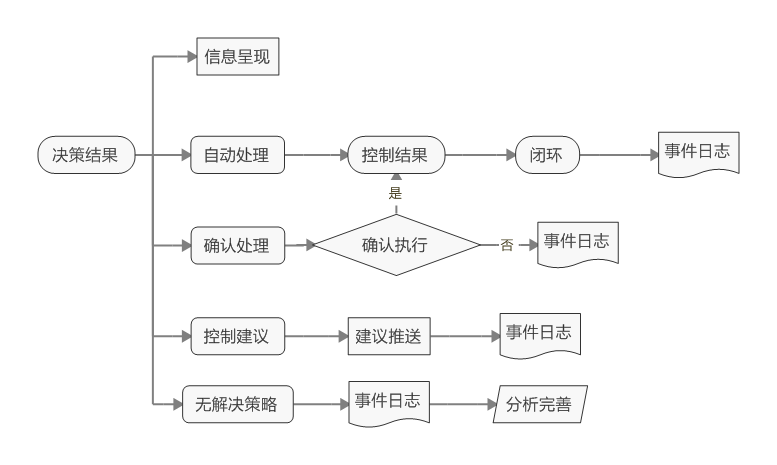 信息呈现
决策结果
自动处理
控制结果
闭环
事件日志
是
确认处理
确认执行
否
事件日志
控制建议
建议推送
事件日志
无解决策略
事件日志
分析完善